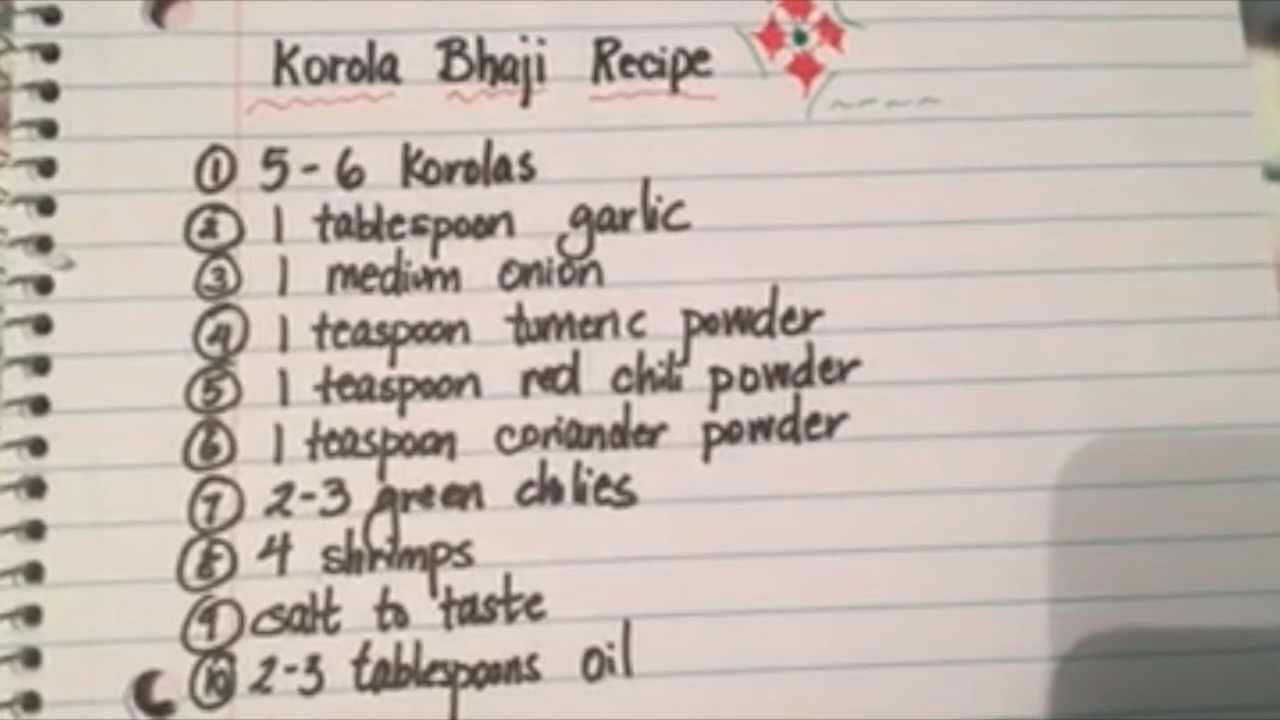 Korola Bhaji Recipe
① 5-6 Korolas
② 1 tablespoon garlic
③ 1 medium onion
④ 1 teaspoon tumeric powder
⑤ 1 teaspoon red chili powder
⑥ 1 teaspoon coriander powder
⑦ 2-3 green chilies
⑧ 4 shrimps
⑨ salt to taste
⑩ 2-3 tablespoons oil